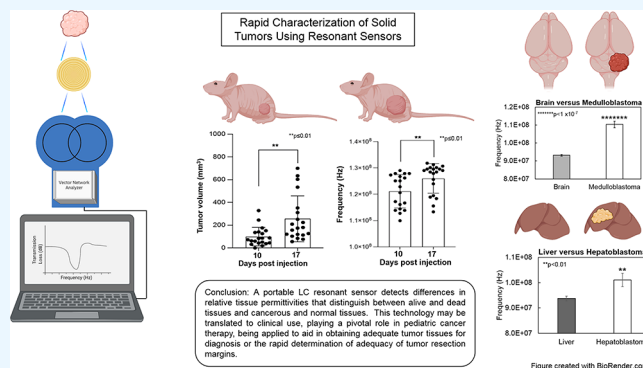 Rapid Characterization of Solid
Tumors Using Resonant Sensors
Vector Network
Analyzer
Transmission
Loss (dB)
Frequency (Hz)
**p≤0.01
**
Tumor volume (mm³)
1000
800
600
400
200
0
10
17
Days post injection
**p≤0.01
**
Frequency (Hz)
1.4×10⁸
1.3×10⁸
1.2×10⁸
1.1×10⁸
1.0×10⁸
10
17
Days post injection
Brain versus Medulloblastoma
*******
Frequency (Hz)
1.2E+08
1.1E+08
1.0E+08
9.0E+07
8.0E+07
Brain
Medulloblastoma
Liver versus Hepatoblastom
**p<0.01
**
Frequency (Hz)
1.2E+08
1.1E+08
1.0E+08
9.0E+07
8.0E+07
Liver
Hepatoblastom
Conclusion: A portable LC resonant sensor detects differences in
relative tissue permittivities that distinguish between alive and dead
tissues and cancerous and normal tissues. This technology may be
translated to clinical use, playing a pivotal role in pediatric cancer
therapy, being applied to aid in obtaining adequate tumor tissues for
diagnosis or the rapid determination of adequacy of tumor resection
margins.
Figure created with BioRender.co